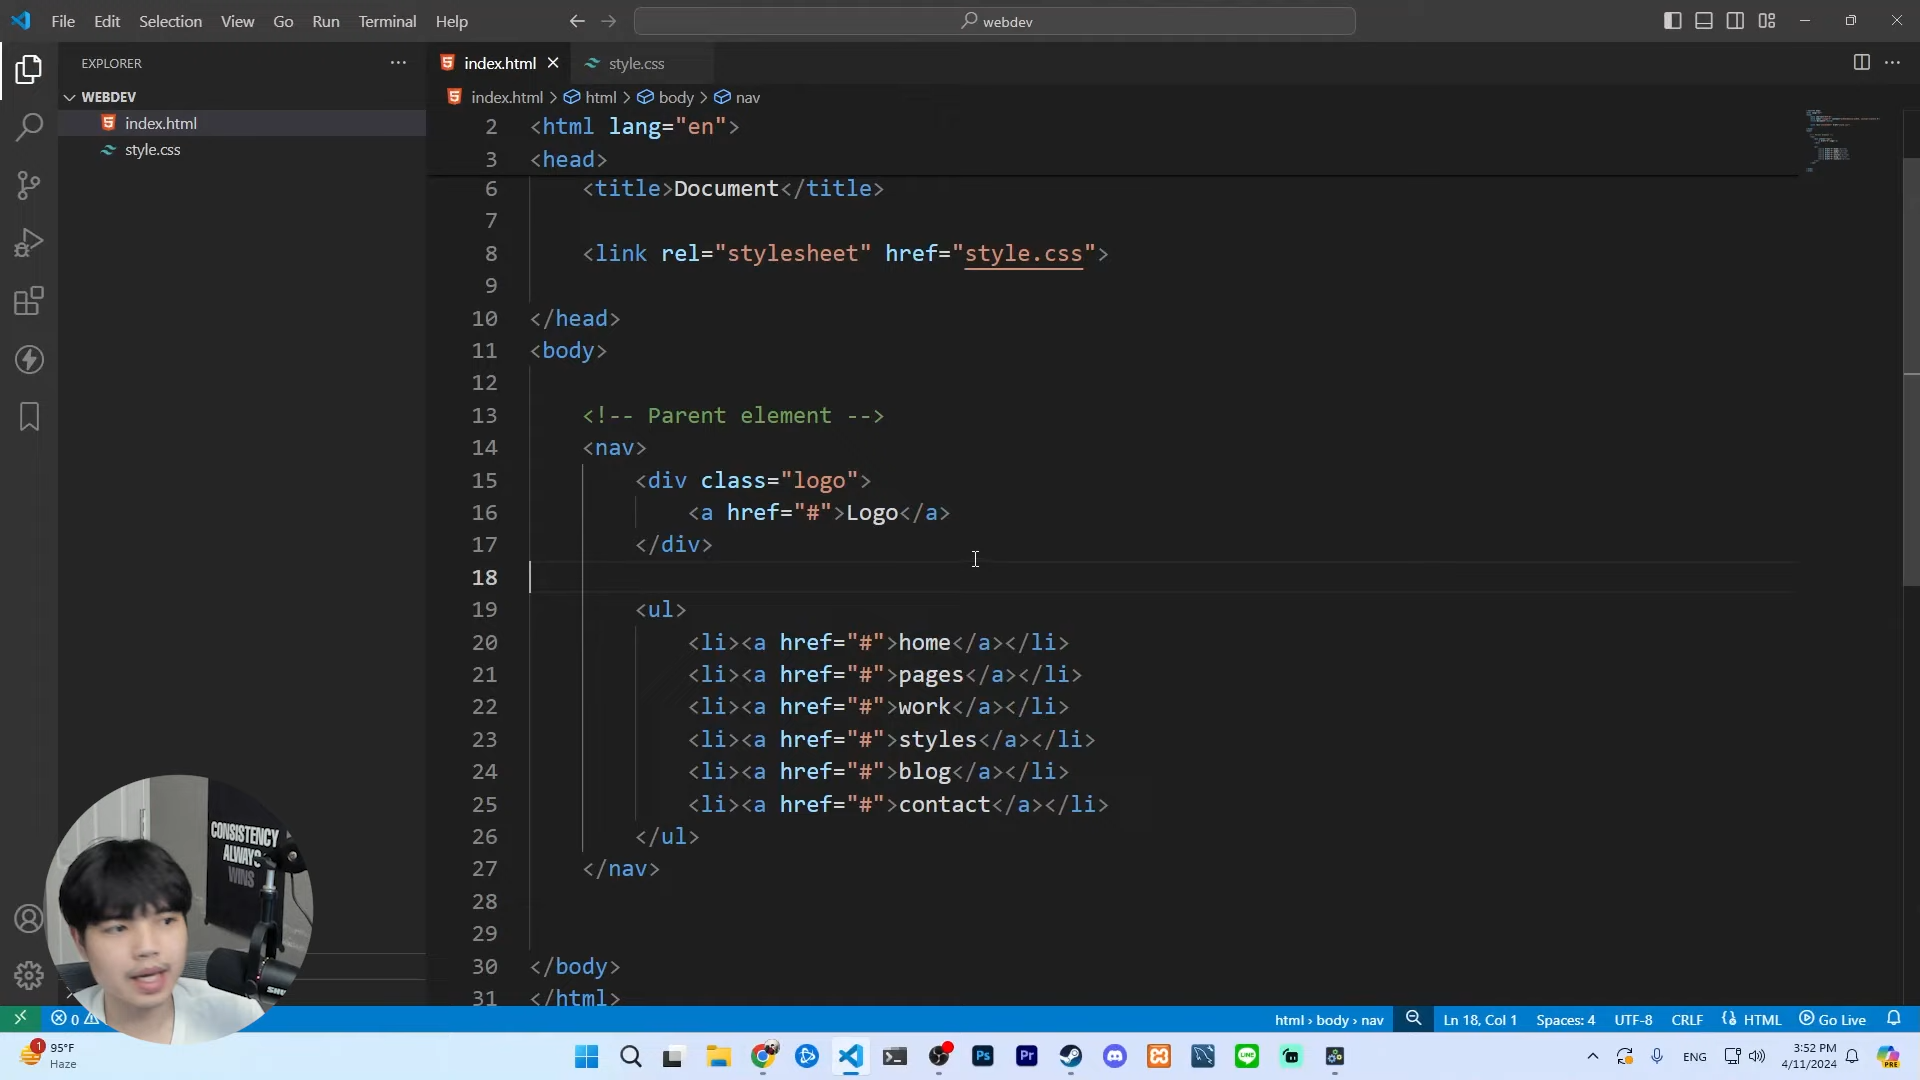 File Edit Selection View Go Run Terminal Help
webdev
EXPLORER
WEBDEV
index.html
style.css
index.html
style.css
index.html > html > body > nav
2 <html lang="en">
3 <head>
6 <title>Document</title>
7
8 <link rel="stylesheet" href="style.css">
9
10 </head>
11 <body>
12
13 <!-- Parent element -->
14 <nav>
15 <div class="logo">
16 <a href="#">Logo</a>
17 </div>
18
19 <ul>
20 <li><a href="#">home</a></li>
21 <li><a href="#">pages</a></li>
22 <li><a href="#">work</a></li>
23 <li><a href="#">styles</a></li>
24 <li><a href="#">blog</a></li>
25 <li><a href="#">contact</a></li>
26 </ul>
27 </nav>
28
29
30 </body>
31 </html>
CONSISTENCY
ALWAYS
WINS
0
html > body > nav
Ln 18, Col 1
Spaces: 4
UTF-8
CRLF
HTML
Go Live
1
95°F
Haze
Ps
Pr
LINE
ENG
3:52 PM
4/11/2024
PRE